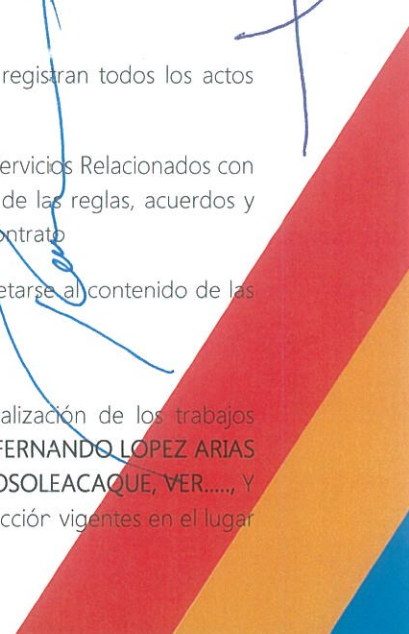 registran todos los actos
ervicios Relacionados con
de las reglas, acuerdos y
ontrato
etarse al contenido de las
alización de los trabajos
FERNANDO LOPEZ ARIAS
OSOLEACAQUE, VER....., Y
cción vigentes en el lugar